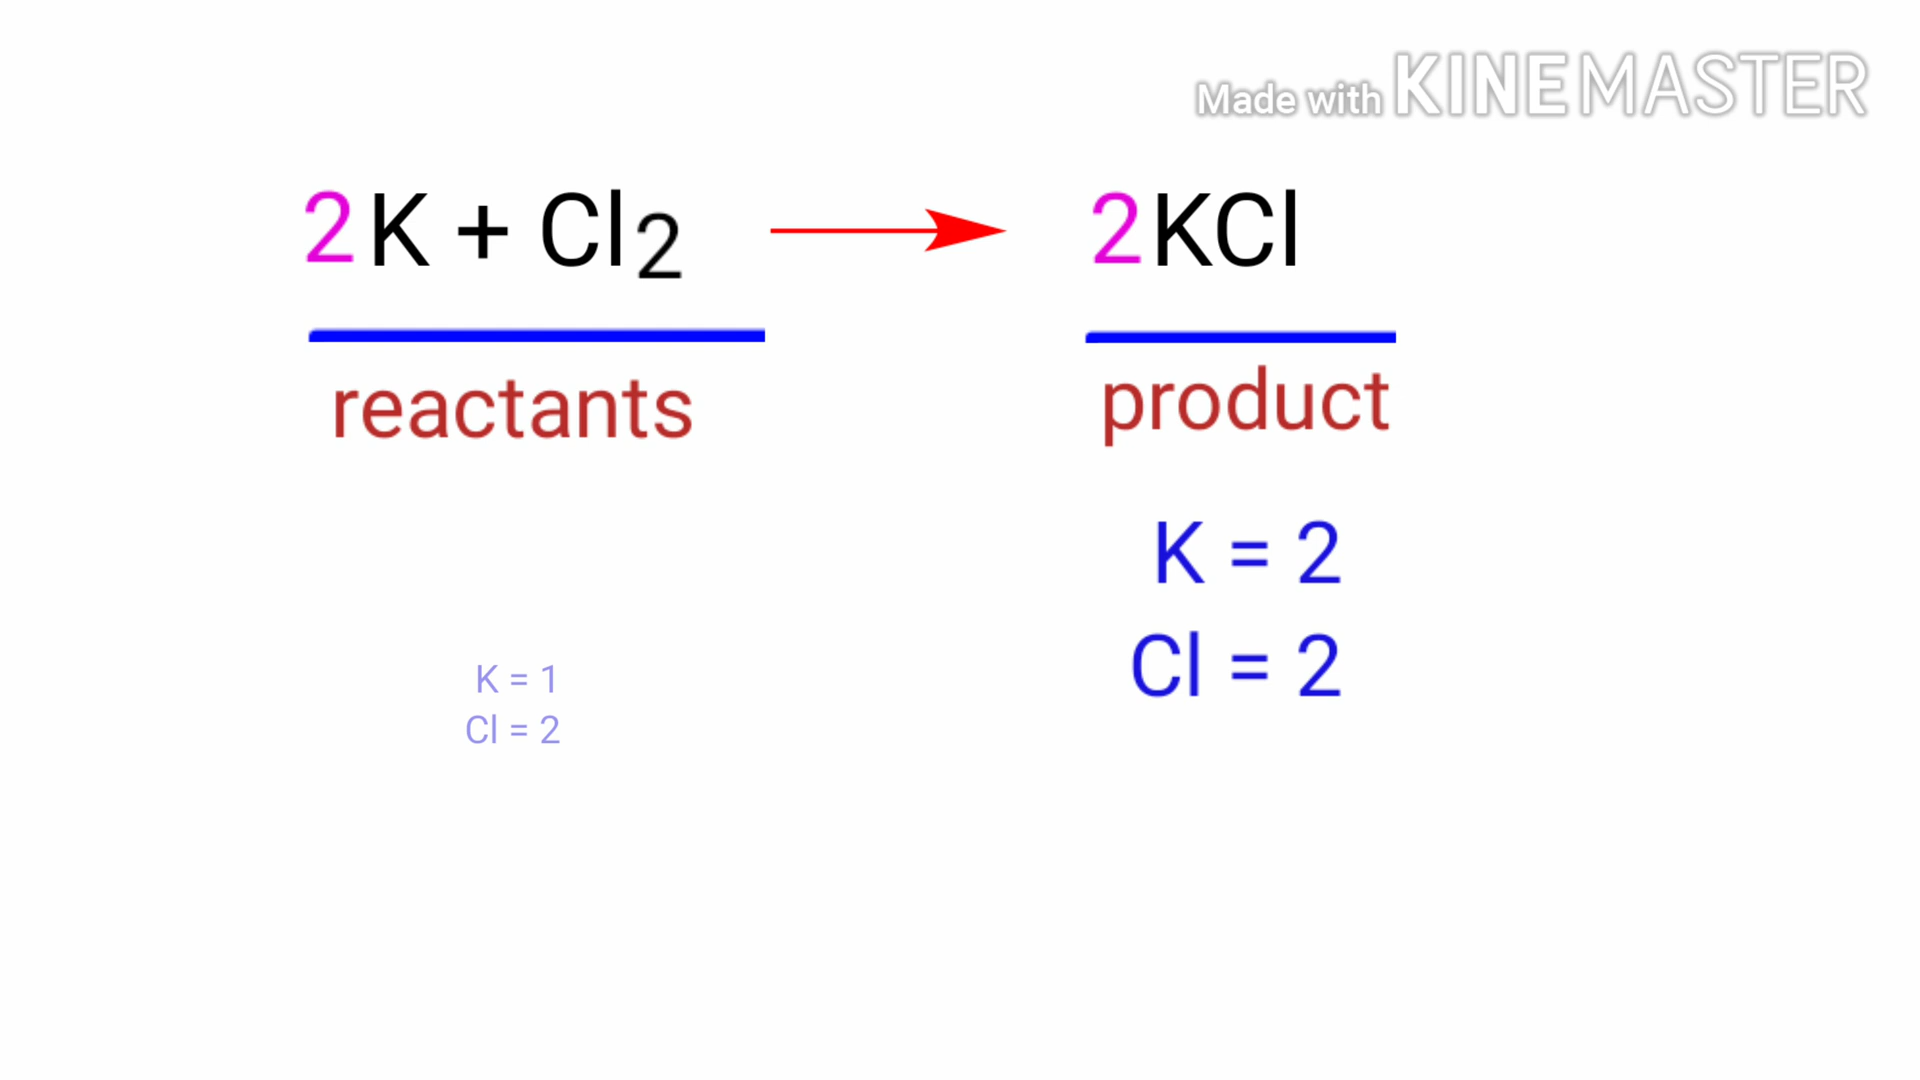 Made with KINEMASTER
2K + Cl2 → 2KCl
reactants product
K = 2
Cl = 2
K = 1
Cl = 2